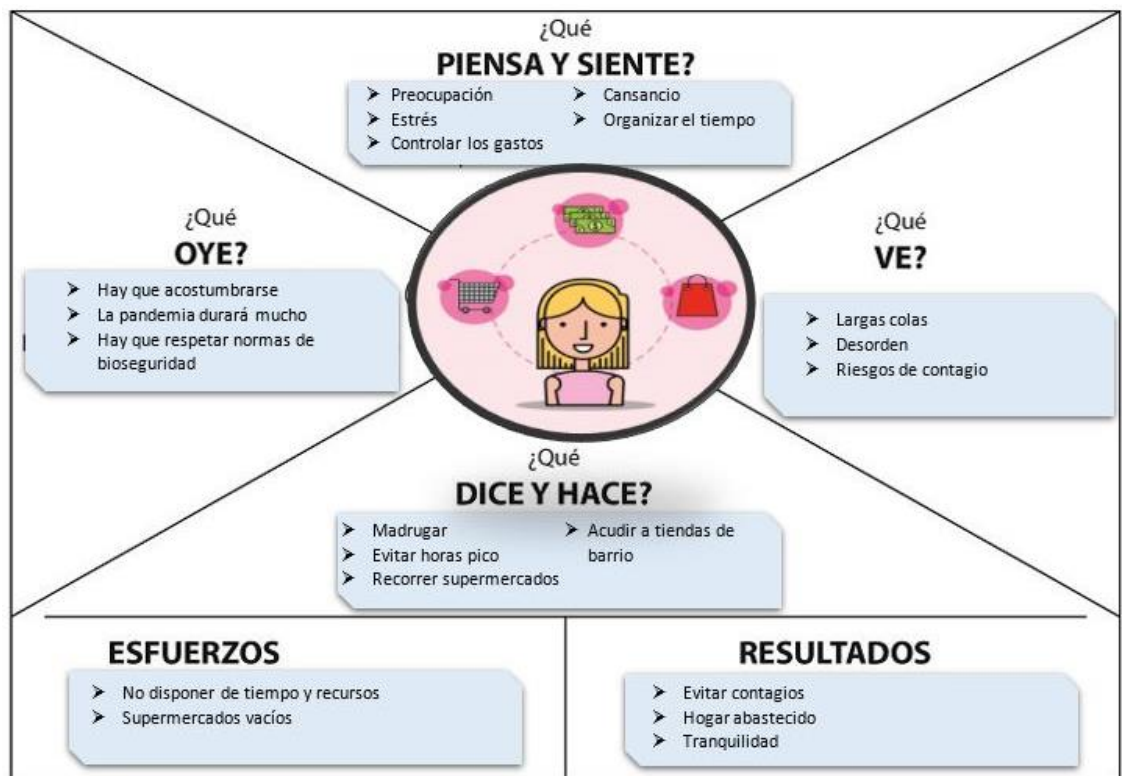 ¿Qué
PIENSA Y SIENTE?
➤ Preocupación
➤ Estrés
➤ Controlar los gastos
➤ Cansancio
➤ Organizar el tiempo
¿Qué
OYE?
➤ Hay que acostumbrarse
➤ La pandemia durará mucho
➤ Hay que respetar normas de
bioseguridad
¿Qué
VE?
➤ Largas colas
➤ Desorden
➤ Riesgos de contagio
¿Qué
DICE Y HACE?
➤ Madrugar
➤ Evitar horas pico
➤ Recorrer supermercados
➤ Acudir a tiendas de
barrio
ESFUERZOS
➤ No disponer de tiempo y recursos
➤ Supermercados vacíos
RESULTADOS
➤ Evitar contagios
➤ Hogar abastecido
➤ Tranquilidad